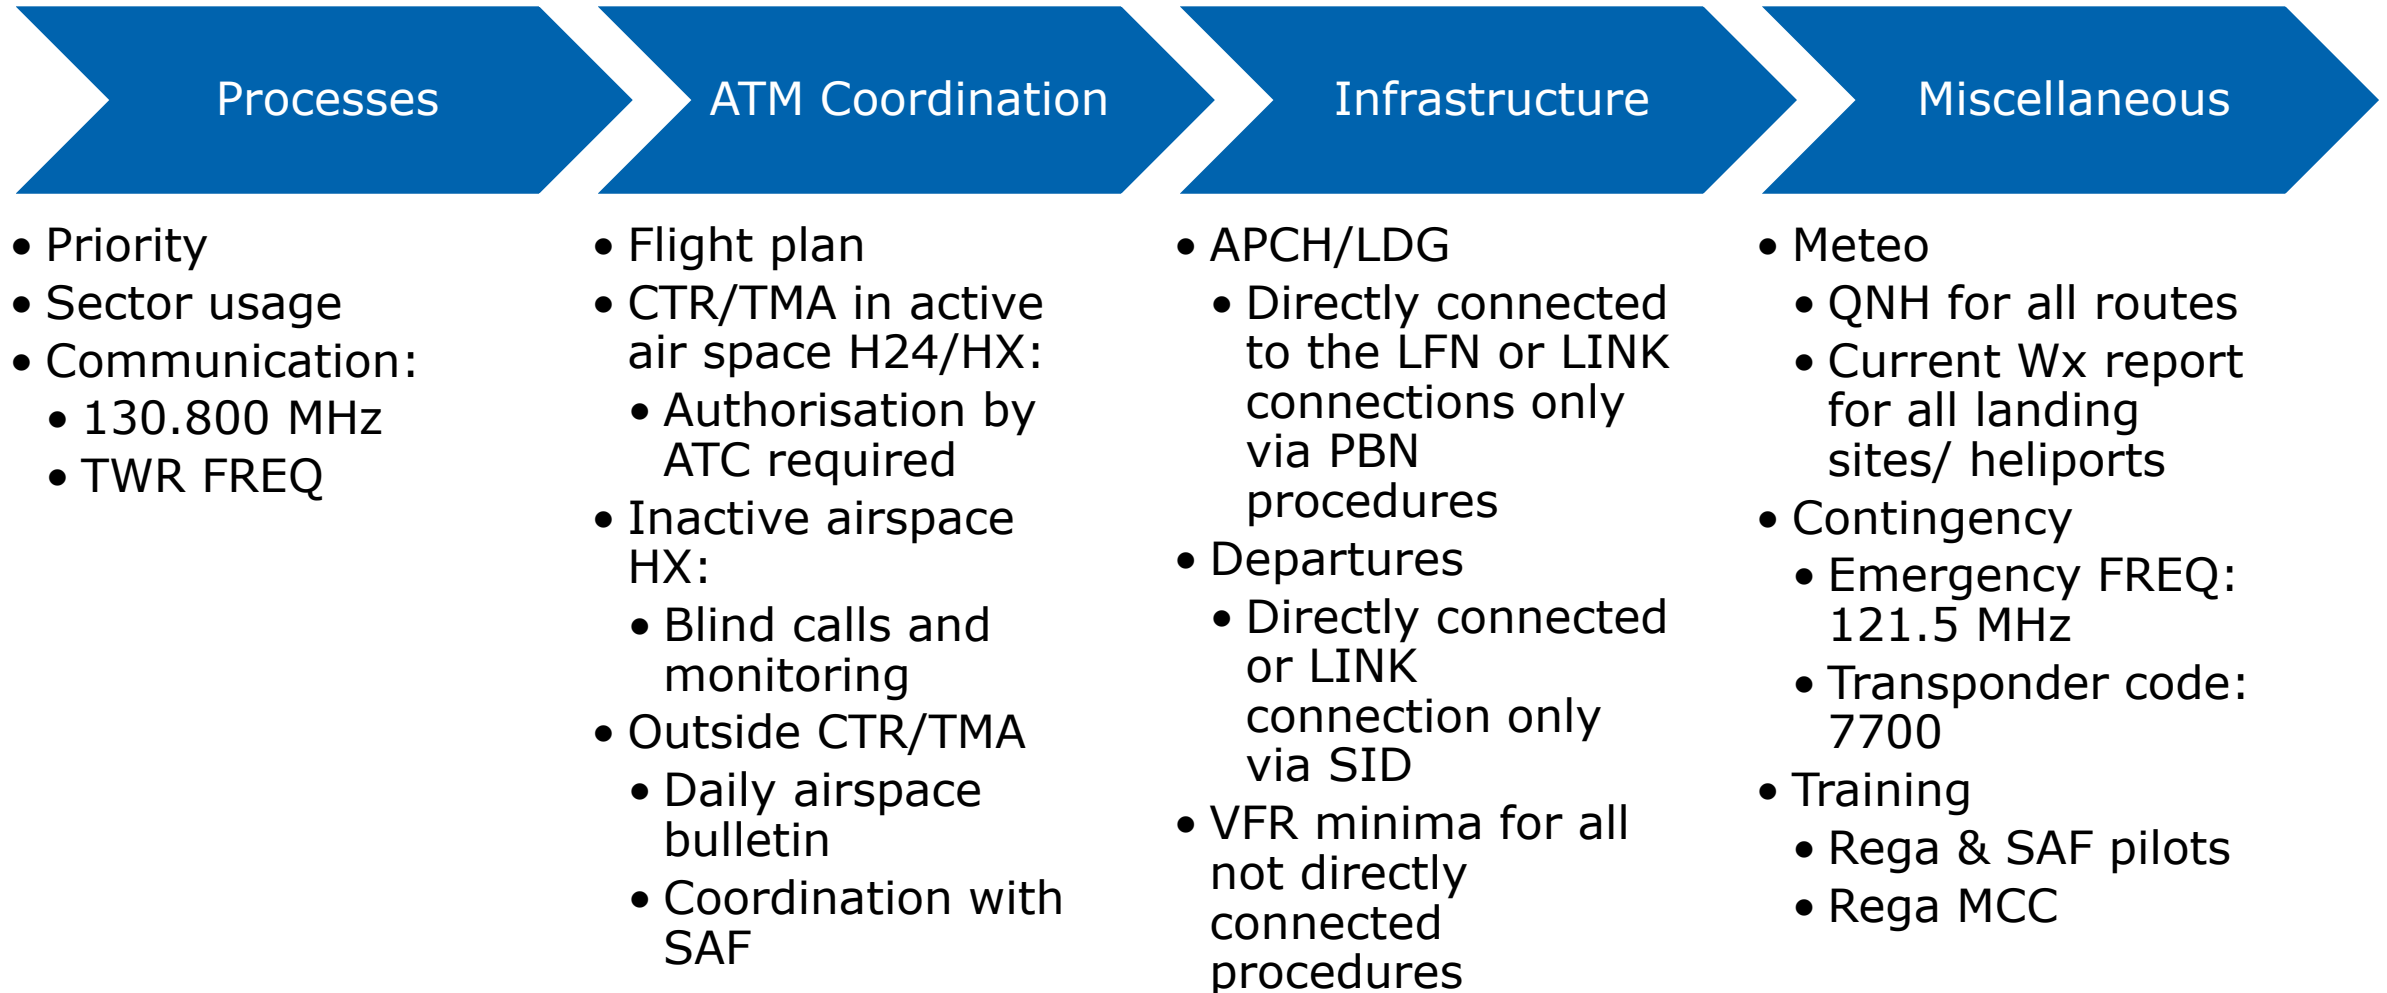 Processes
• Priority
• Sector usage
• Communication:
• 130.800 MHz
• TWR FREQ
ATM Coordination
• Flight plan
• CTR/TMA in active
air space H24/HX:
• Authorisation by
ATC required
• Inactive airspace
HX:
• Blind calls and
monitoring
• Outside CTR/TMA
• Daily airspace
bulletin
• Coordination with
SAF
Infrastructure
• APCH/LDG
• Directly connected
to the LFN or LINK
connections only
via PBN
procedures
• Departures
• Directly connected
or LINK
connection only
via SID
• VFR minima for all
not directly
connected
procedures
Miscellaneous
• Meteo
• QNH for all routes
• Current Wx report
for all landing
sites/ heliports
• Contingency
• Emergency FREQ:
121.5 MHz
• Transponder code:
7700
• Training
• Rega & SAF pilots
• Rega MCC